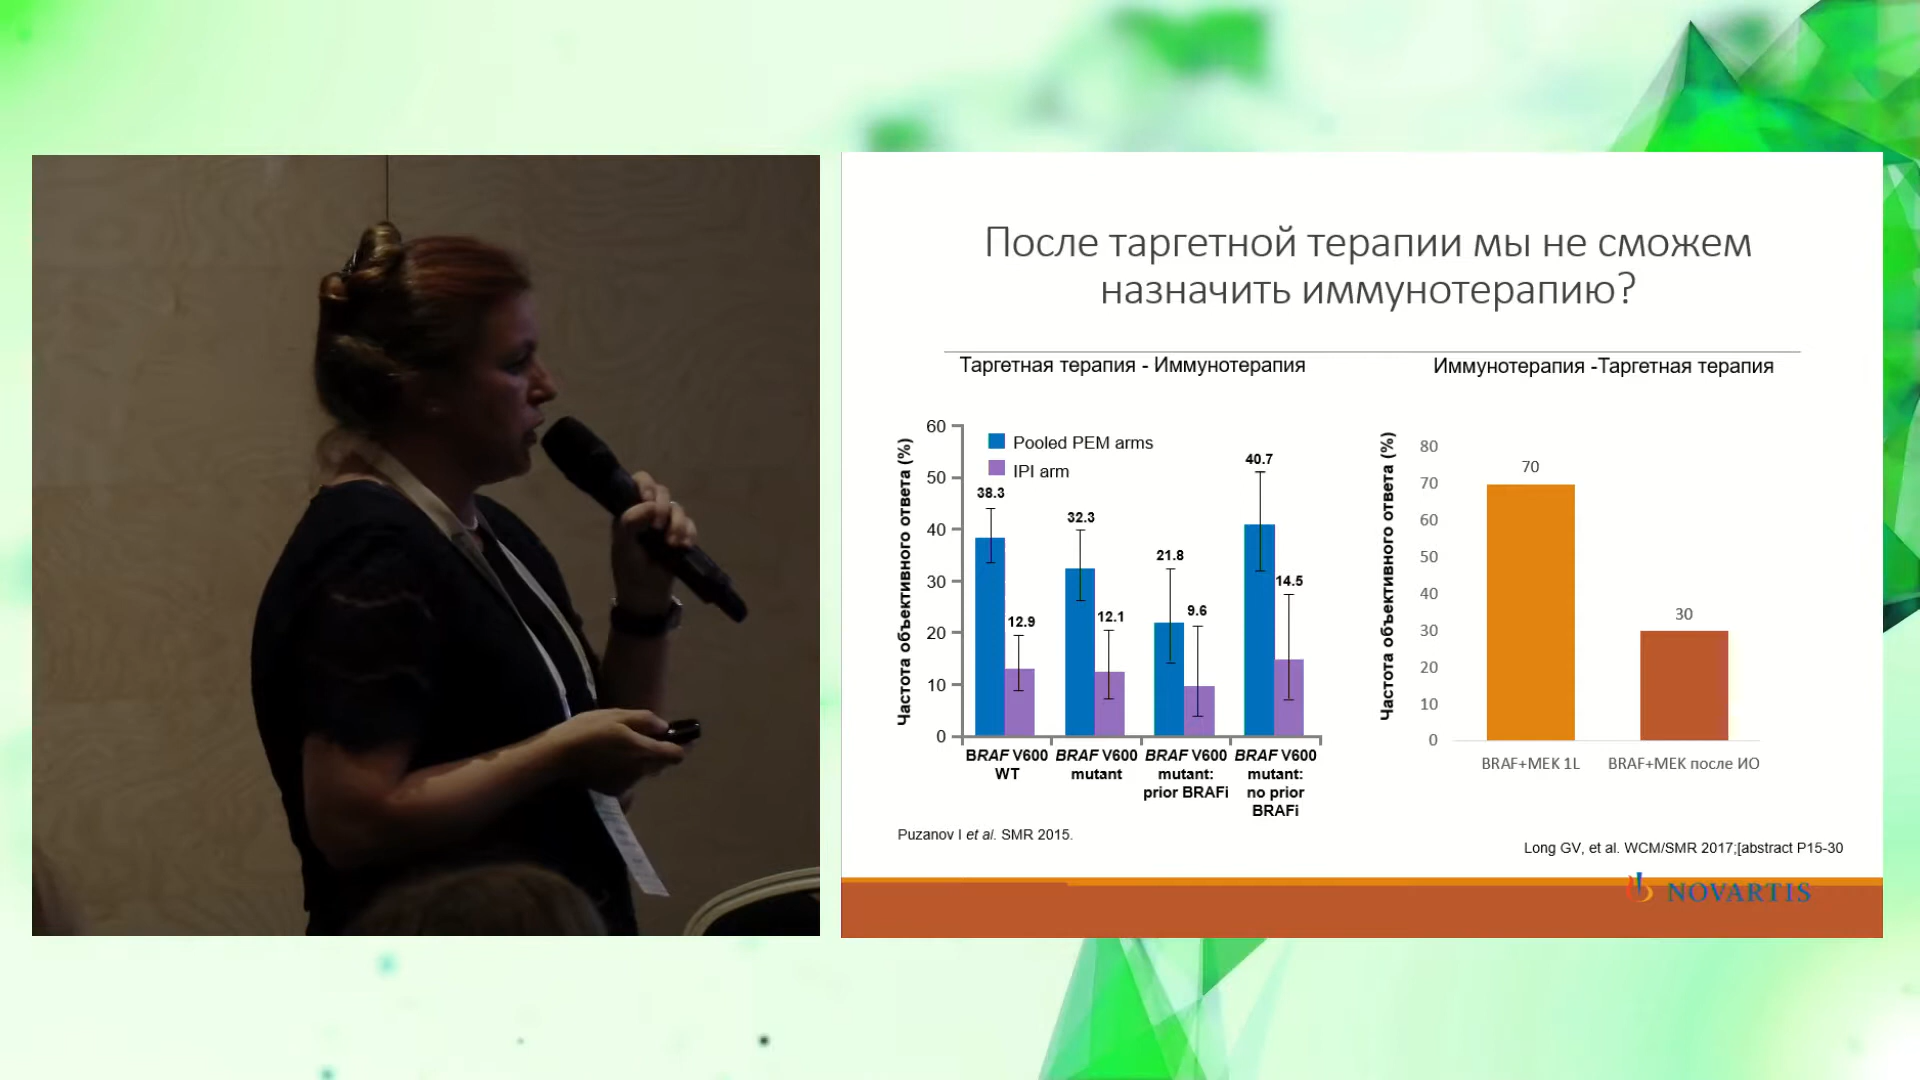 После таргетной терапии мы не сможем
назначить иммунотерапию?
Таргетная терапия - Иммунотерапия
Частота объективного ответа (%)
60
50
40
30
20
10
0
Pooled PEM arms
IPI arm
38.3
12.9
32.3
12.1
21.8
9.6
40.7
14.5
BRAF V600
WT
BRAF V600
mutant
BRAF V600
mutant:
prior BRAFi
BRAF V600
mutant:
no prior
BRAFi
Puzanov I et al. SMR 2015.
Иммунотерапия -Таргетная терапия
Частота объективного ответа (%)
80
70
60
50
40
30
20
10
0
70
30
BRAF+MEK 1L
BRAF+MEK после ИО
Long GV, et al. WCM/SMR 2017;[abstract P15-30
NOVARTIS